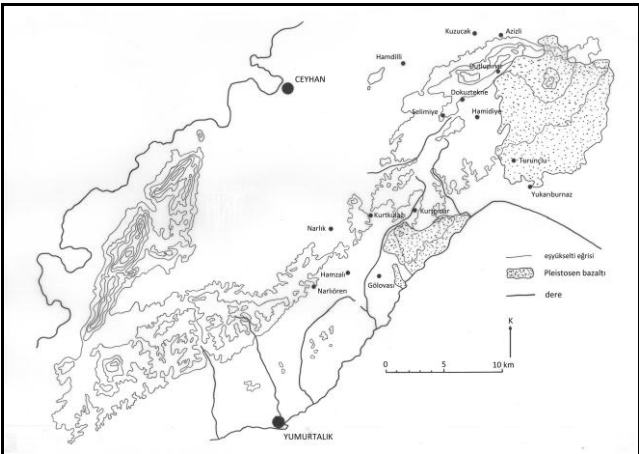 Kuzucak
Azizli
Hamdilli
CEYHAN
Dutlupınar
Dokuztekne
Selimiye
Hamidiye
Turunçlu
Yukarıburnaz
Kurtkulağı
Kurtpınar
Narlık
Hamzalı
Narlıören
Gölovası
eşyükselti eğrisi
Pleistosen bazaltı
dere
K
0 5 10 km
YUMURTALIK